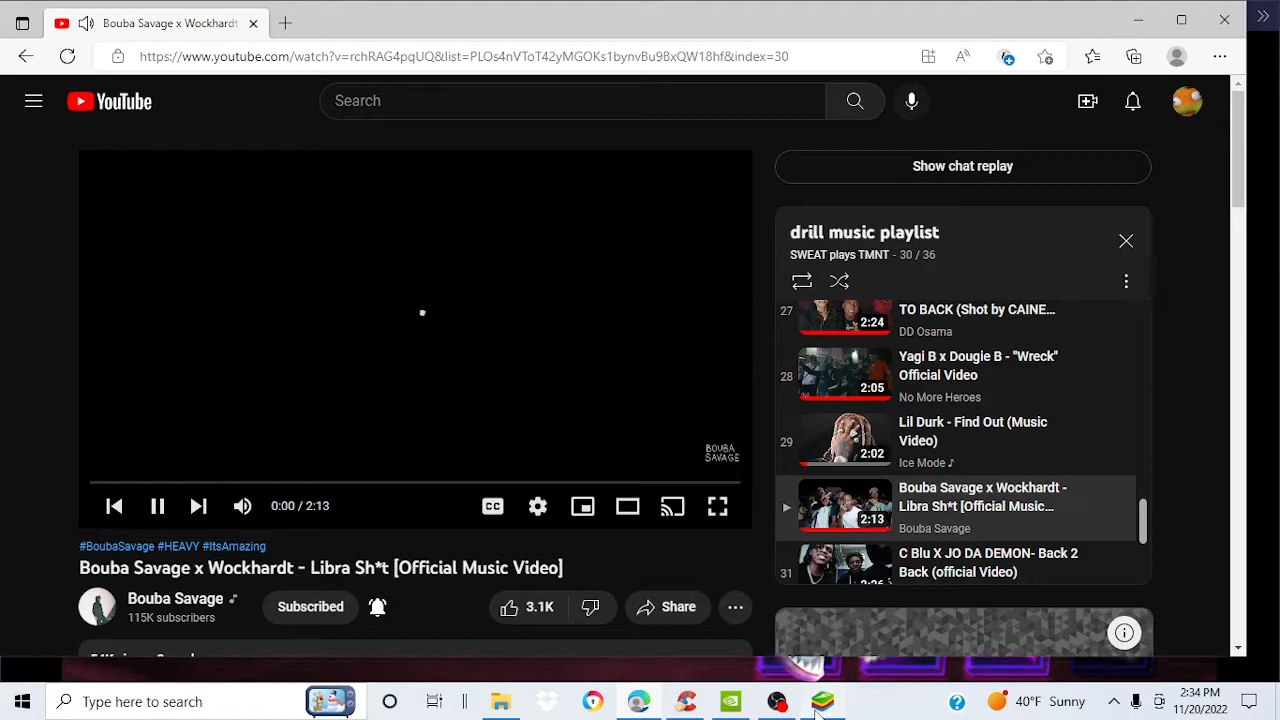 Bouba Savage x Wockhardt
https://www.youtube.com/watch?v=rchRAG4pqUQ&list=PLOs4nVToT42yMGOKs1bynvBu9BxQW18hf&index=30
YouTube
Search
Show chat replay
drill music playlist
SWEAT plays TMNT - 30 / 36
27
2:24
TO BACK (Shot by CAINE...
DD Osama
28
2:05
Yagi B x Dougie B - "Wreck"
Official Video
No More Heroes
29
2:02
Lil Durk - Find Out (Music
Video)
Ice Mode
2:13
Bouba Savage x Wockhardt -
Libra Sh*t [Official Music...
Bouba Savage
31
C Blu X JO DA DEMON- Back 2
Back (official Video)
BOUBA
SAVAGE
CC
0:00 / 2:13
#BoubaSavage #HEAVY #ItsAmazing
Bouba Savage x Wockhardt - Libra Sh*t [Official Music Video]
Bouba Savage
115K subscribers
Subscribed
3.1K
Share
Type here to search
40°F Sunny
2:34 PM
11/20/2022